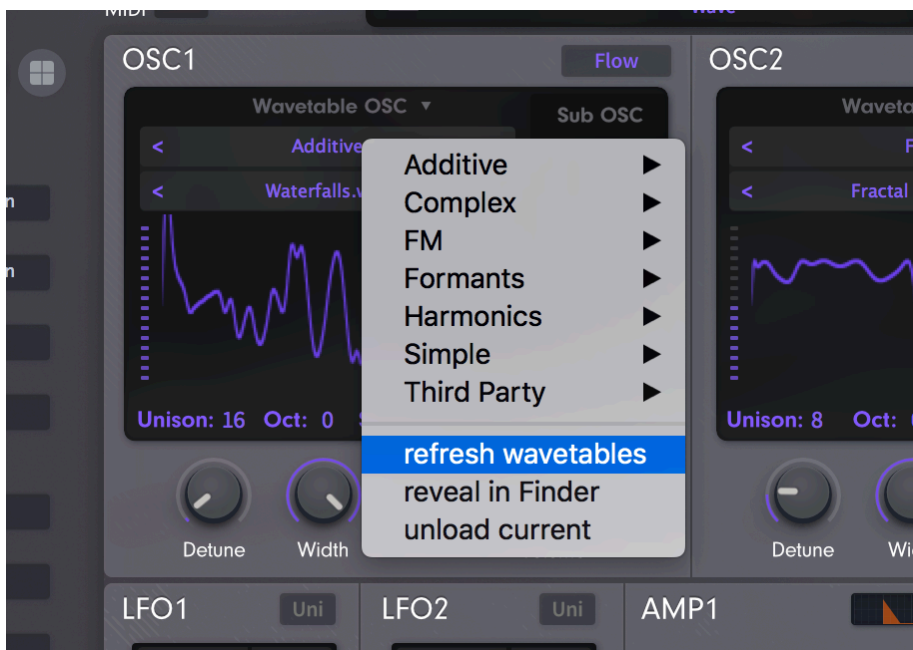 MIDI
Wave
OSC1
Flow
OSC2
Wavetable OSC ▼
Sub OSC
< Additive
< Waterfalls.
Additive ▶
Complex ▶
FM ▶
Formants ▶
Harmonics ▶
Simple ▶
Third Party ▶
refresh wavetables
reveal in Finder
unload current
Unison: 16 Oct: 0
Detune
Width
<
< Fractal
Unison: 8 Oct:
Detune
LFO1
Uni
LFO2
Uni
AMP1